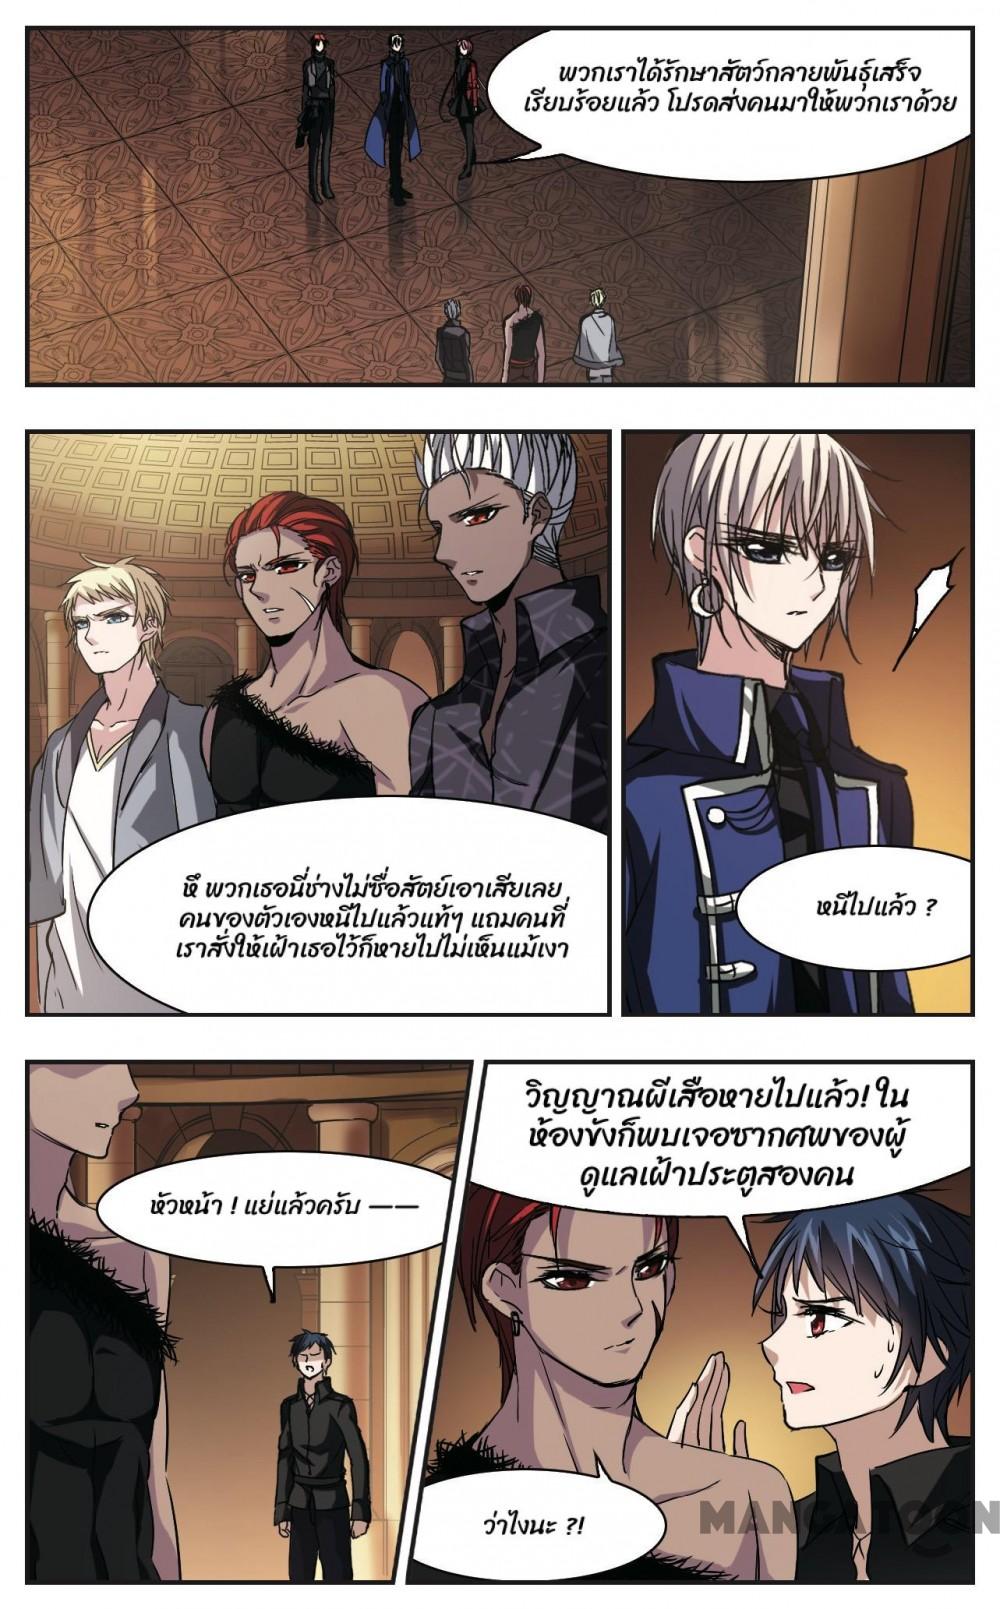 พวกเราได้รักษาสัตว์กลายพันธุ์เสร็จ
เรียบร้อยแล้ว โปรดส่งคนมาให้พวกเราด้วย
หึ พวกเธอนี่ช่างไม่ซื่อสัตย์เอาเสียเลย
คนของตัวเองหนีไปแล้วแท้ๆ แถมคนที่
เราสั่งให้เฝ้าเธอไว้ก็หายไปไม่เห็นแม้เงา
หนีไปแล้ว ?
หัวหน้า ! แย่แล้วครับ ——
วิญญาณผีเสือหายไปแล้ว! ใน
ห้องขังก็พบเจอซากศพของผู้
ดูแลเฝ้าประตูสองคน
ว่าไงนะ ?!
MANGATOON